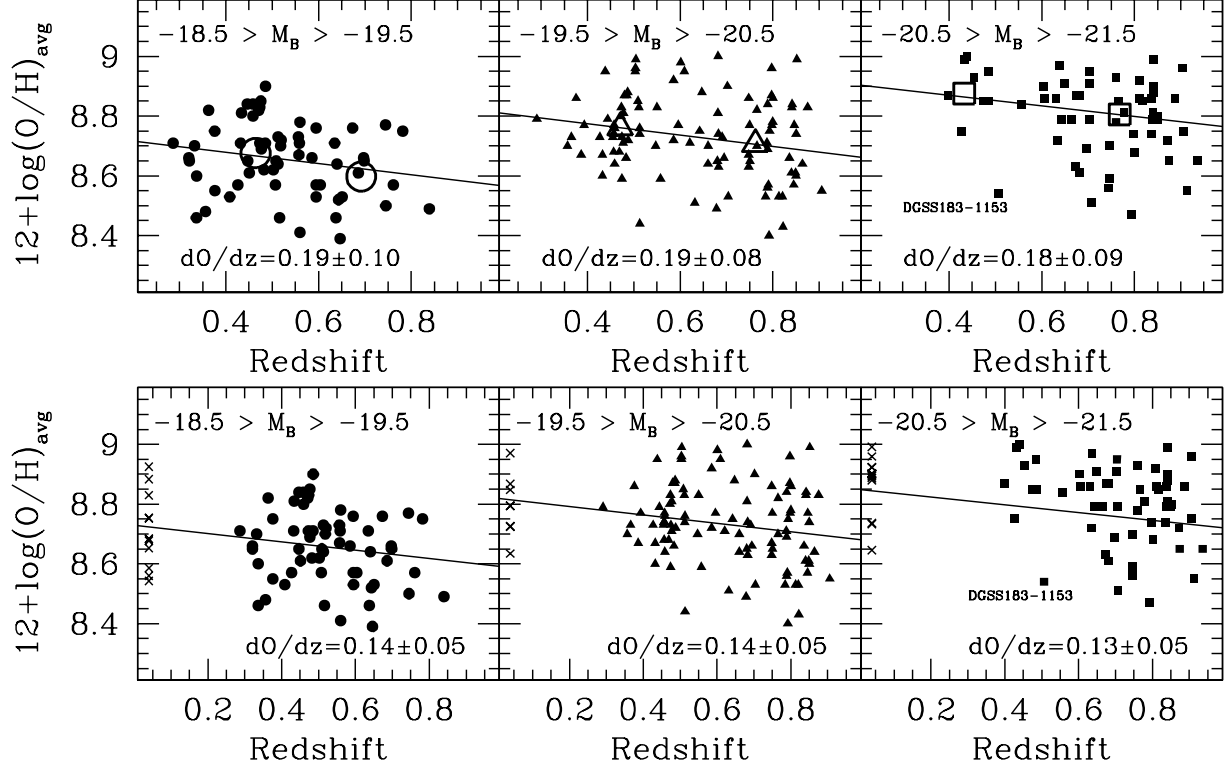 -18.5 > M_B > -19.5
-19.5 > M_B > -20.5
-20.5 > M_B > -21.5
12+log(O/H)avg
9
8.8
8.6
8.4
DGSS183-1153
dO/dz=0.19±0.10
dO/dz=0.19±0.08
dO/dz=0.18±0.09
0.4 0.6 0.8
0.4 0.6 0.8
0.4 0.6 0.8
Redshift
Redshift
Redshift
-18.5 > M_B > -19.5
-19.5 > M_B > -20.5
-20.5 > M_B > -21.5
12+log(O/H)avg
9
8.8
8.6
8.4
DGSS183-1153
dO/dz=0.14±0.05
dO/dz=0.14±0.05
dO/dz=0.13±0.05
0.2 0.4 0.6 0.8
0.2 0.4 0.6 0.8
0.2 0.4 0.6 0.8
Redshift
Redshift
Redshift